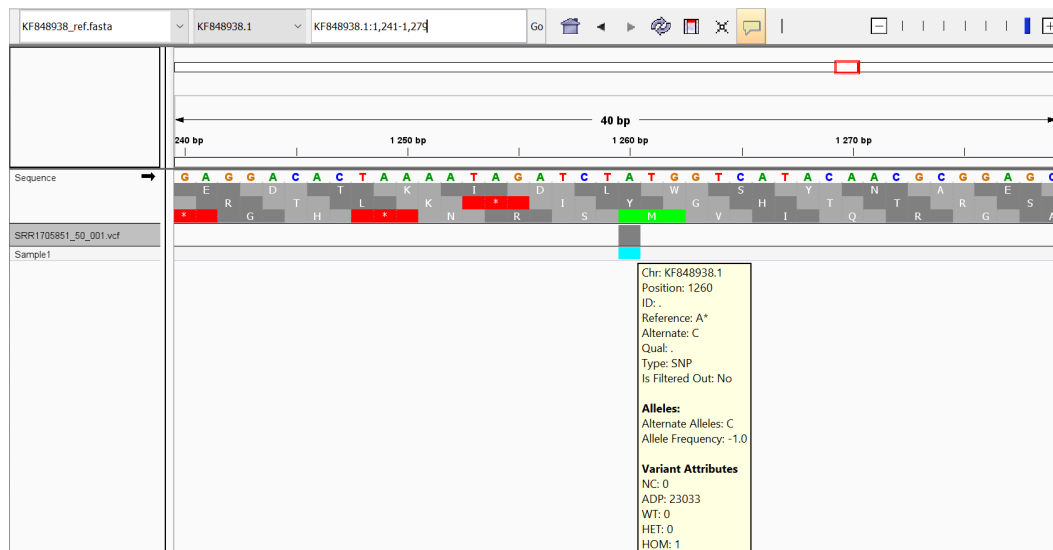 KF848938_ref.fasta KF848938.1 KF848938.1:1,241-1,279 Go
40 bp
240 bp 1 250 bp 1 260 bp 1 270 bp
Sequence G A G G A C A C T A A A A T A G A T C T A T G G T C A T A C A A C G C G G A G C
E D T K I D L W S Y N A E
R T L K * I Y G H T T R S
* G H * N R S M V I Q R G A
SRR1705851_50_001.vcf
Sample1
Chr: KF848938.1
Position: 1260
ID: .
Reference: A*
Alternate: C
Qual: .
Type: SNP
Is Filtered Out: No
Alleles:
Alternate Alleles: C
Allele Frequency: -1.0
Variant Attributes
NC: 0
ADP: 23033
WT: 0
HET: 0
HOM: 1